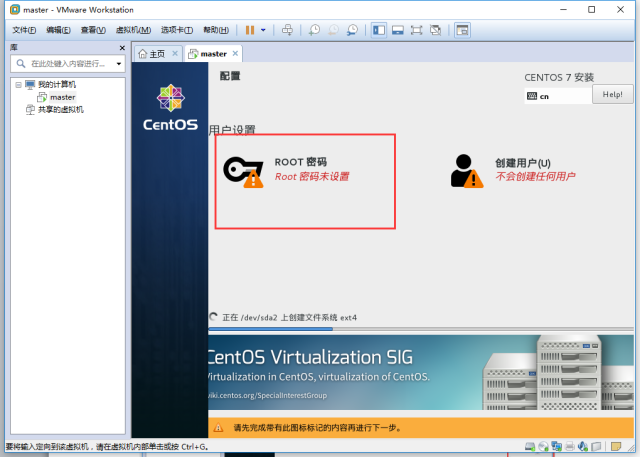 master - VMware Workstation
文件(F) 编辑(E) 查看(V) 虚拟机(M) 选项卡(T) 帮助(H)
库
在此处键入内容进行...
我的计算机
master
共享的虚拟机
主页
master
CentOS
配置
CENTOS 7 安装
cn
Help!
用户设置
ROOT 密码
Root 密码未设置
创建用户(U)
不会创建任何用户
正在 /dev/sda2 上创建文件系统 ext4
CentOS Virtualization SIG
Virtualization in CentOS, virtualization of CentOS.
wiki.centos.org/SpecialInterestGroup
请先完成带有此图标标记的内容再进行下一步。
要将输入定向到该虚拟机，请在虚拟机内部单击或按 Ctrl+G。